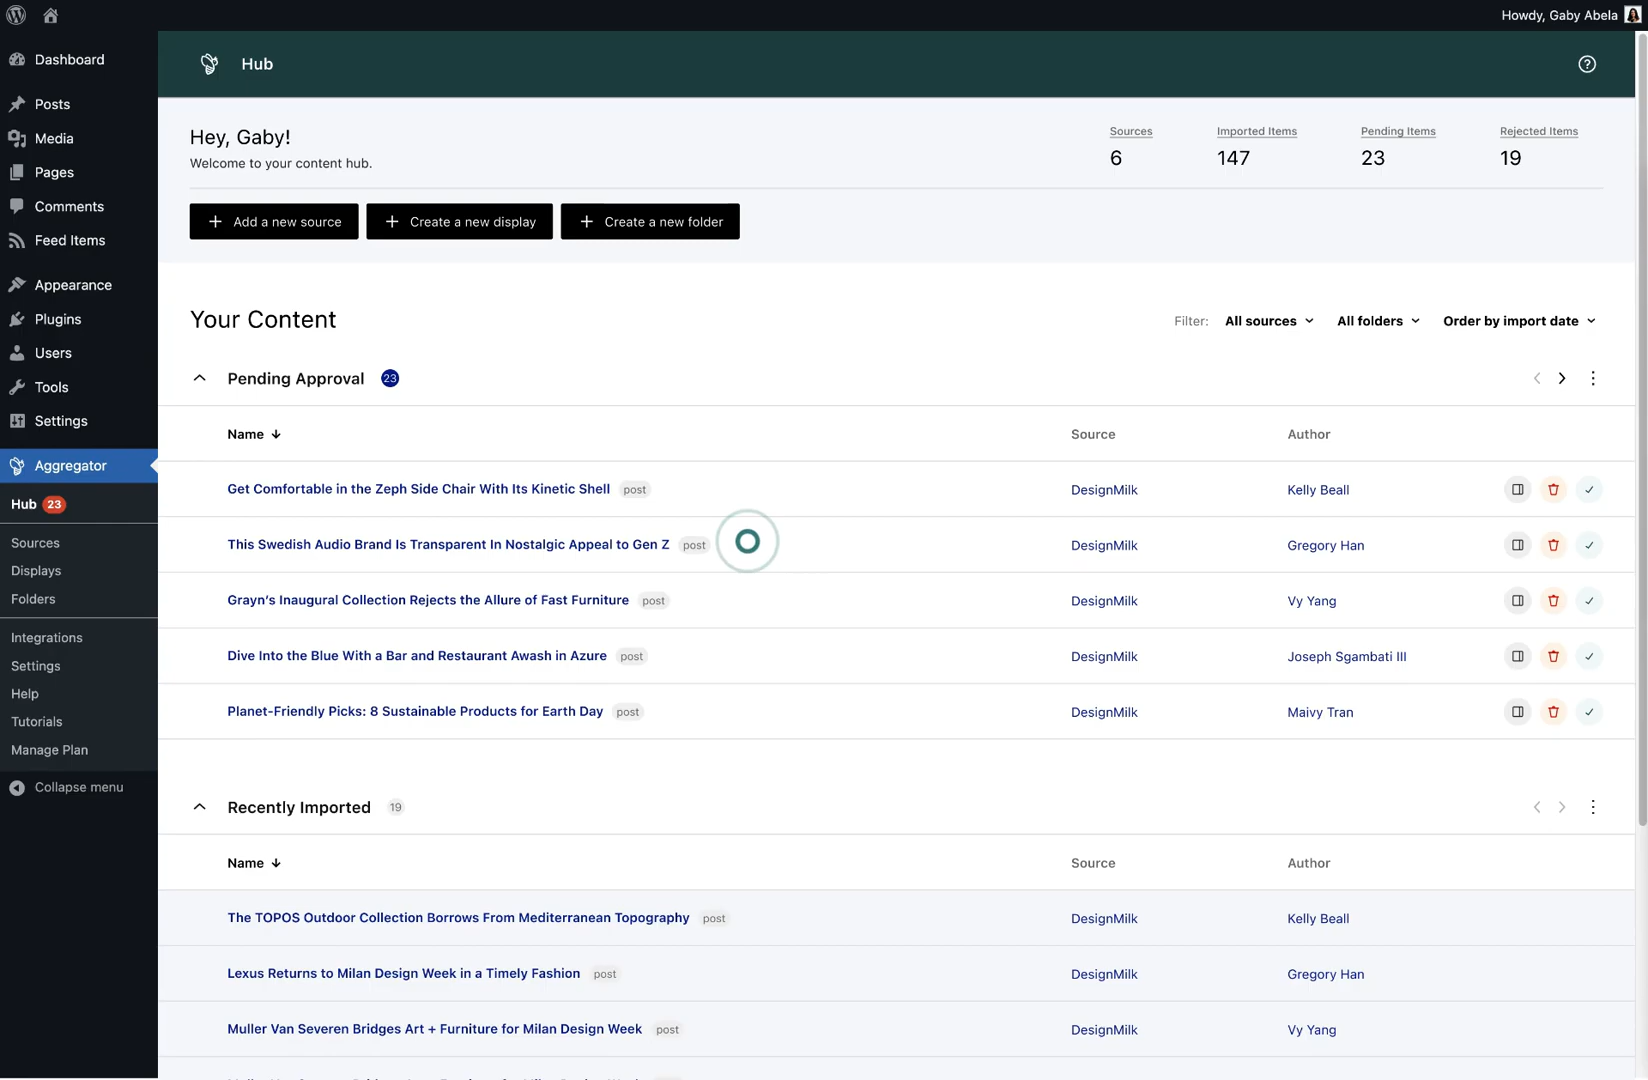 Howdy, Gaby Abela
Dashboard
Posts
Media
Pages
Comments
Feed Items
Appearance
Plugins
Users
Tools
Settings
Aggregator
Hub 23
Sources
Displays
Folders
Integrations
Settings
Help
Tutorials
Manage Plan
Collapse menu
Hub
Hey, Gaby!
Welcome to your content hub.
Sources
6
Imported Items
147
Pending Items
23
Rejected Items
19
Add a new source
Create a new display
Create a new folder
Your Content
Filter: All sources All folders Order by import date
Pending Approval 23
Name Source Author
Get Comfortable in the Zeph Side Chair With Its Kinetic Shell post DesignMilk Kelly Beall
This Swedish Audio Brand Is Transparent In Nostalgic Appeal to Gen Z post DesignMilk Gregory Han
Grayn’s Inaugural Collection Rejects the Allure of Fast Furniture post DesignMilk Vy Yang
Dive Into the Blue With a Bar and Restaurant Awash in Azure post DesignMilk Joseph Sgambati III
Planet-Friendly Picks: 8 Sustainable Products for Earth Day post DesignMilk Maivy Tran
Recently Imported 19
Name Source Author
The TOPOS Outdoor Collection Borrows From Mediterranean Topography post DesignMilk Kelly Beall
Lexus Returns to Milan Design Week in a Timely Fashion post DesignMilk Gregory Han
Muller Van Severen Bridges Art + Furniture for Milan Design Week post DesignMilk Vy Yang